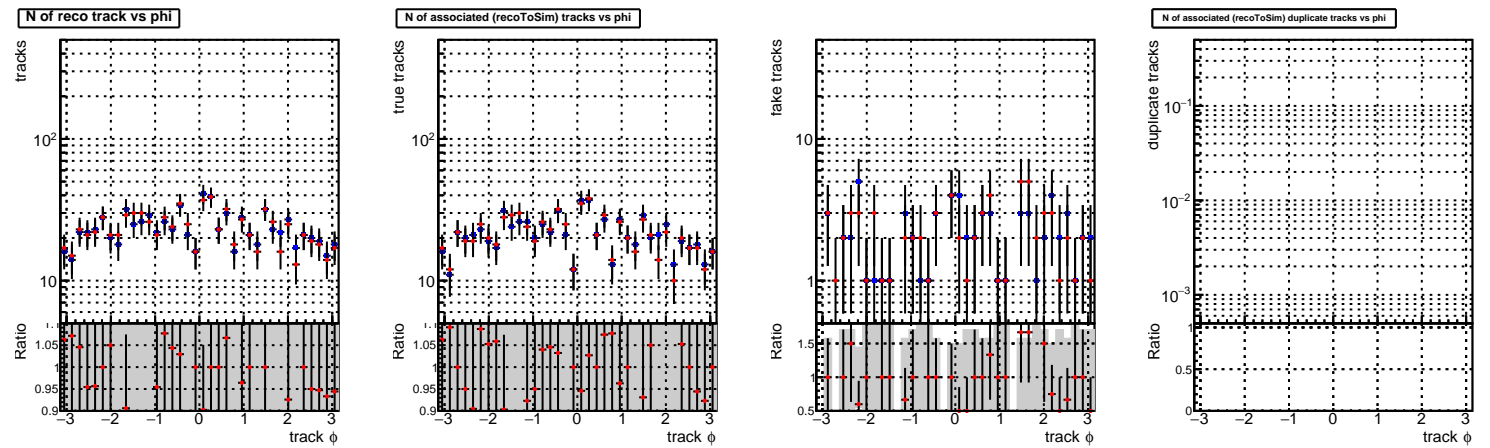 N of reco track vs phi
tracks
10²
10
Ratio
1.1
1.05
1
0.95
0.9
−3 −2 −1 0 1 2 3
track ϕ
N of associated (recoToSim) tracks vs phi
true tracks
10²
10
Ratio
1.1
1.05
1
0.95
0.9
−3 −2 −1 0 1 2 3
track ϕ
fake tracks
10
1
Ratio
1.5
1
0.5
−3 −2 −1 0 1 2 3
track ϕ
N of associated (recoToSim) duplicate tracks vs phi
duplicate tracks
10⁻¹
10⁻²
10⁻³
Ratio
1
0.5
0
−3 −2 −1 0 1 2 3
track ϕ